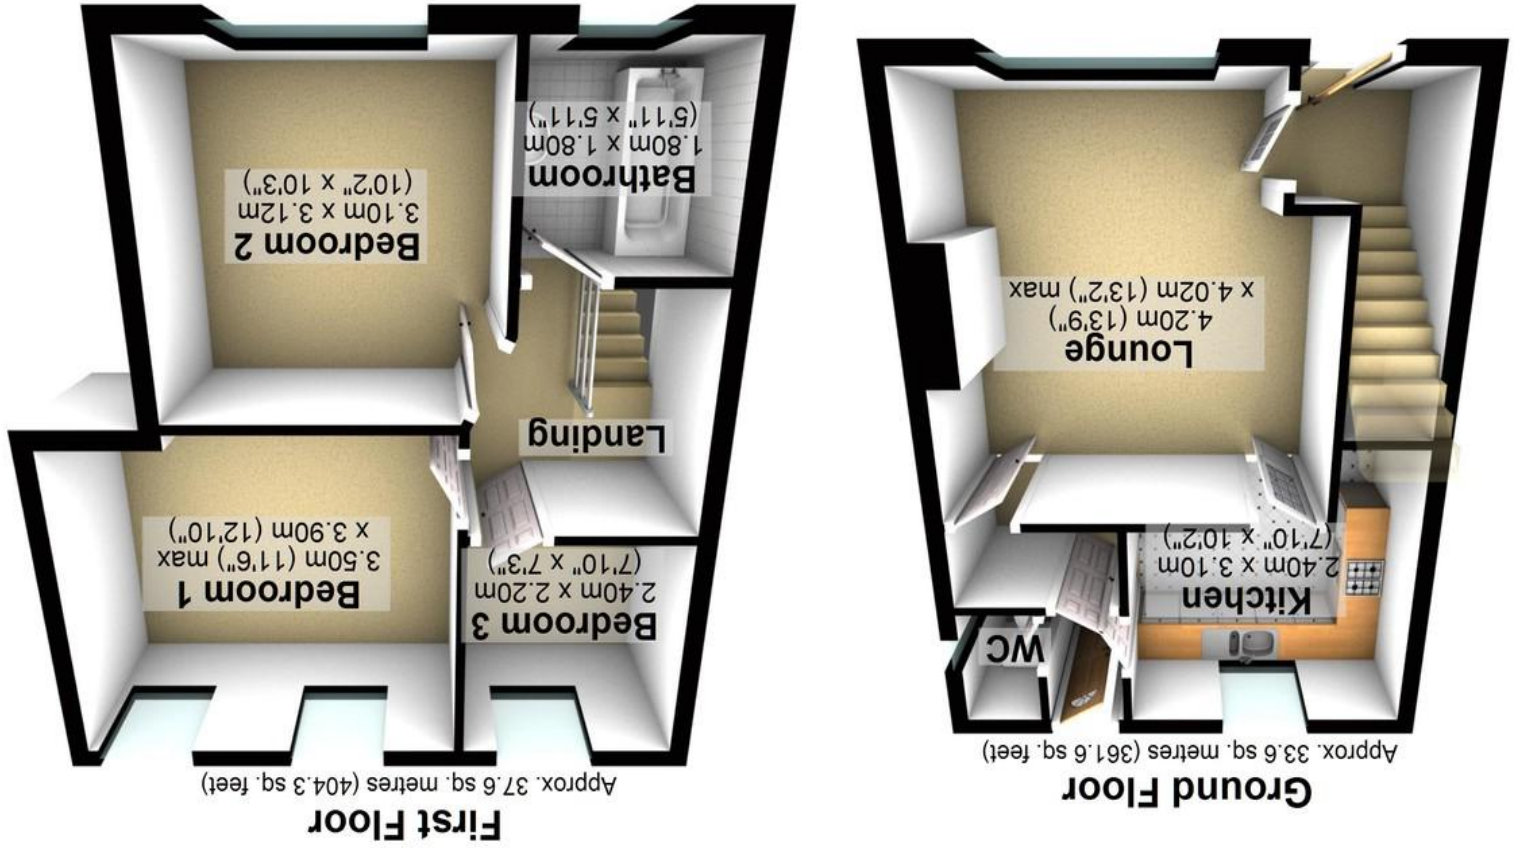 Ground Floor
Approx. 33.6 sq. metres (361.6 sq. feet)
Kitchen
2.40m x 3.10m
(7'10" x 10'2")
WC
Lounge
4.20m (13'9")
x 4.02m (13'2") max
First Floor
Approx. 37.6 sq. metres (404.3 sq. feet)
Bedroom 3
2.40m x 2.20m
(7'10" x 7'3")
Bedroom 1
3.50m (11'6") max
x 3.90m (12'10")
Landing
Bedroom 2
3.10m x 3.12m
(10'2" x 10'3")
Bathroom
1.80m x 1.80m
(5'11" x 5'11")